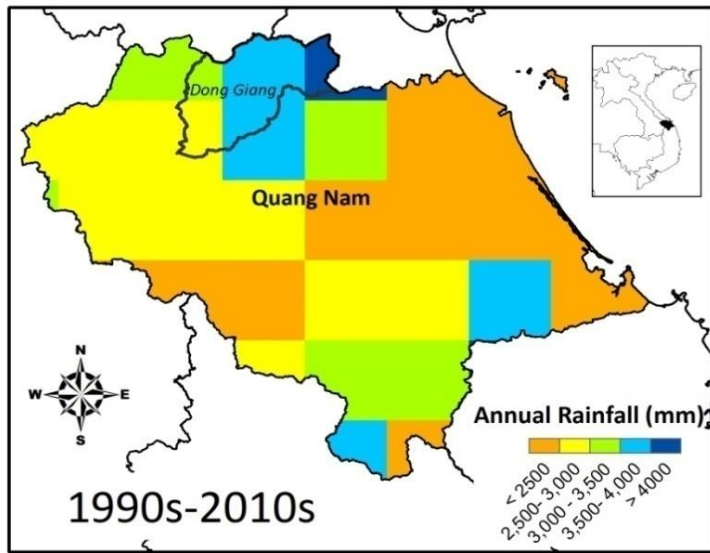 Dong Giang
Quang Nam
N
W E
S
Annual Rainfall (mm)
< 2500
2,500- 3,000
3,000 - 3,500
3,500- 4,000
> 4000
1990s-2010s